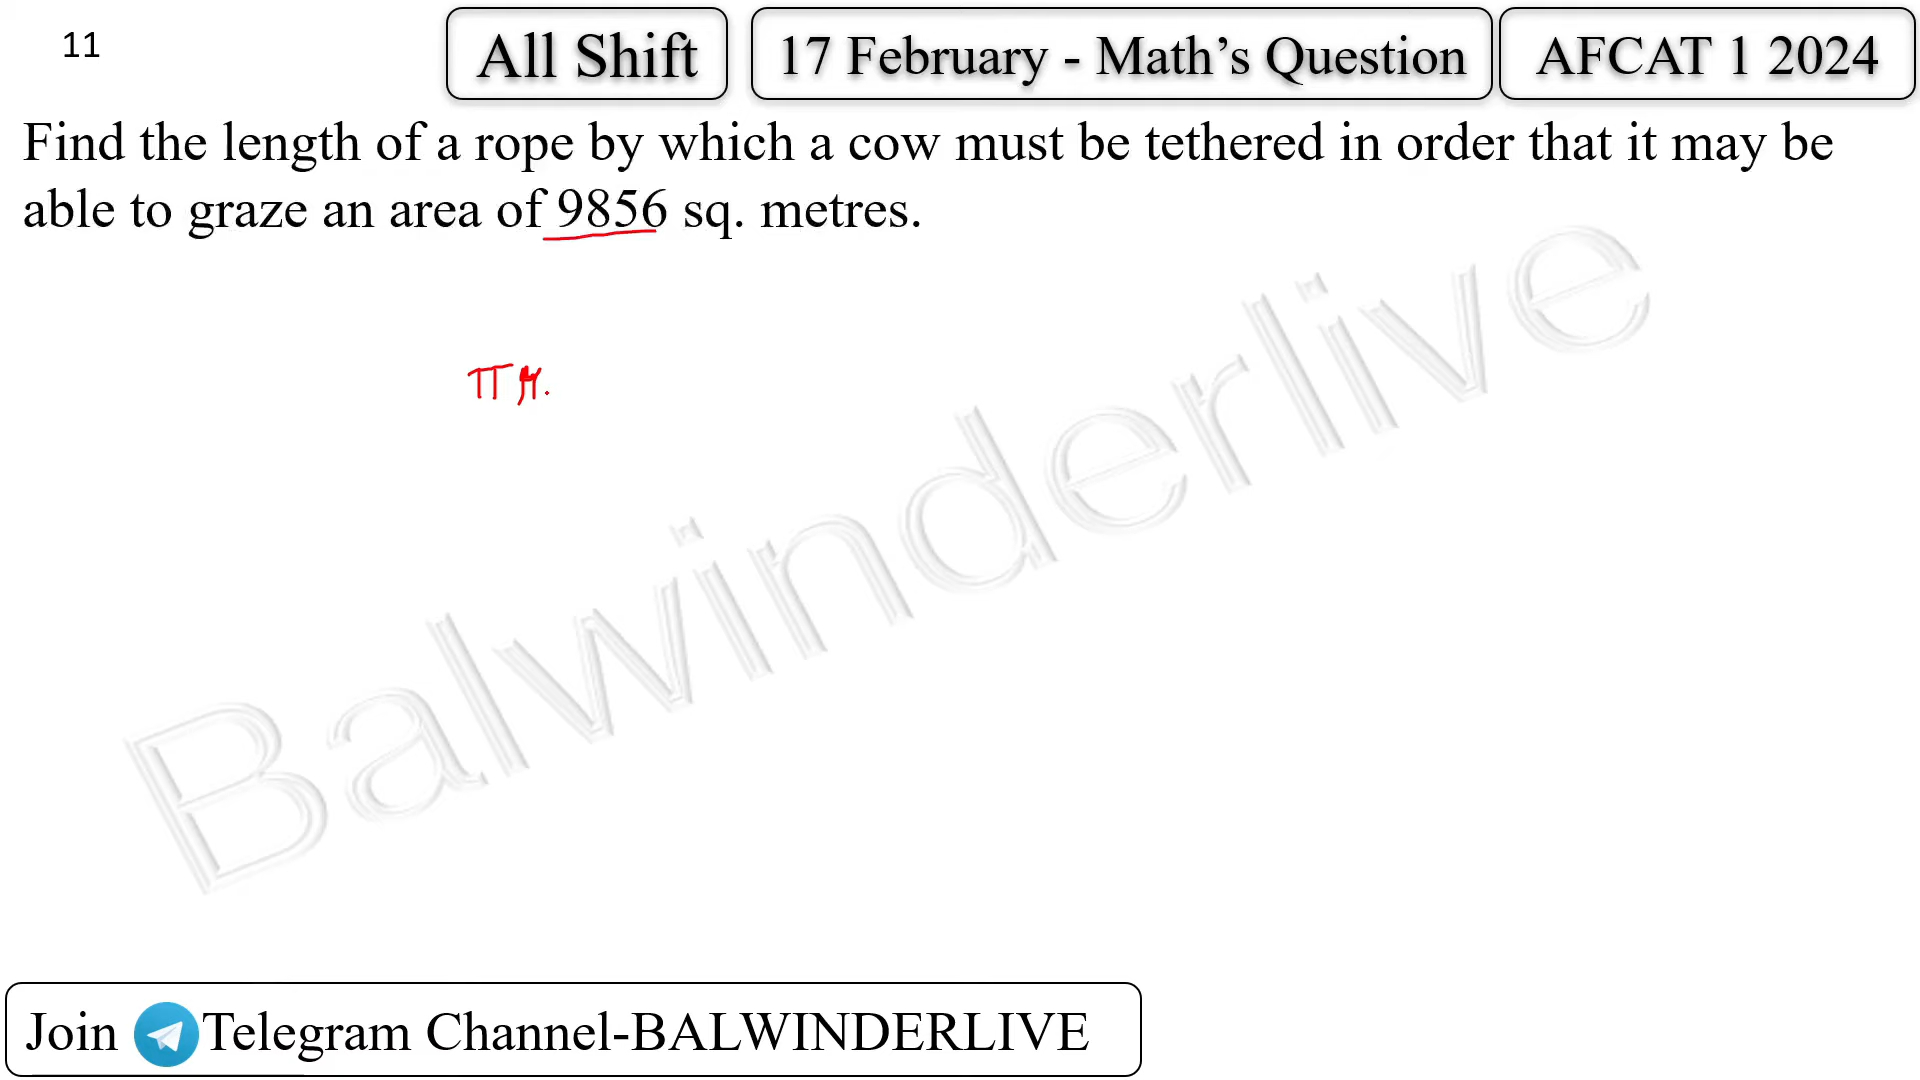 11
All Shift
17 February - Math’s Question
AFCAT 1 2024
Find the length of a rope by which a cow must be tethered in order that it may be
able to graze an area of 9856 sq. metres.
πr.
Balwinderlive
Join Telegram Channel-BALWINDERLIVE